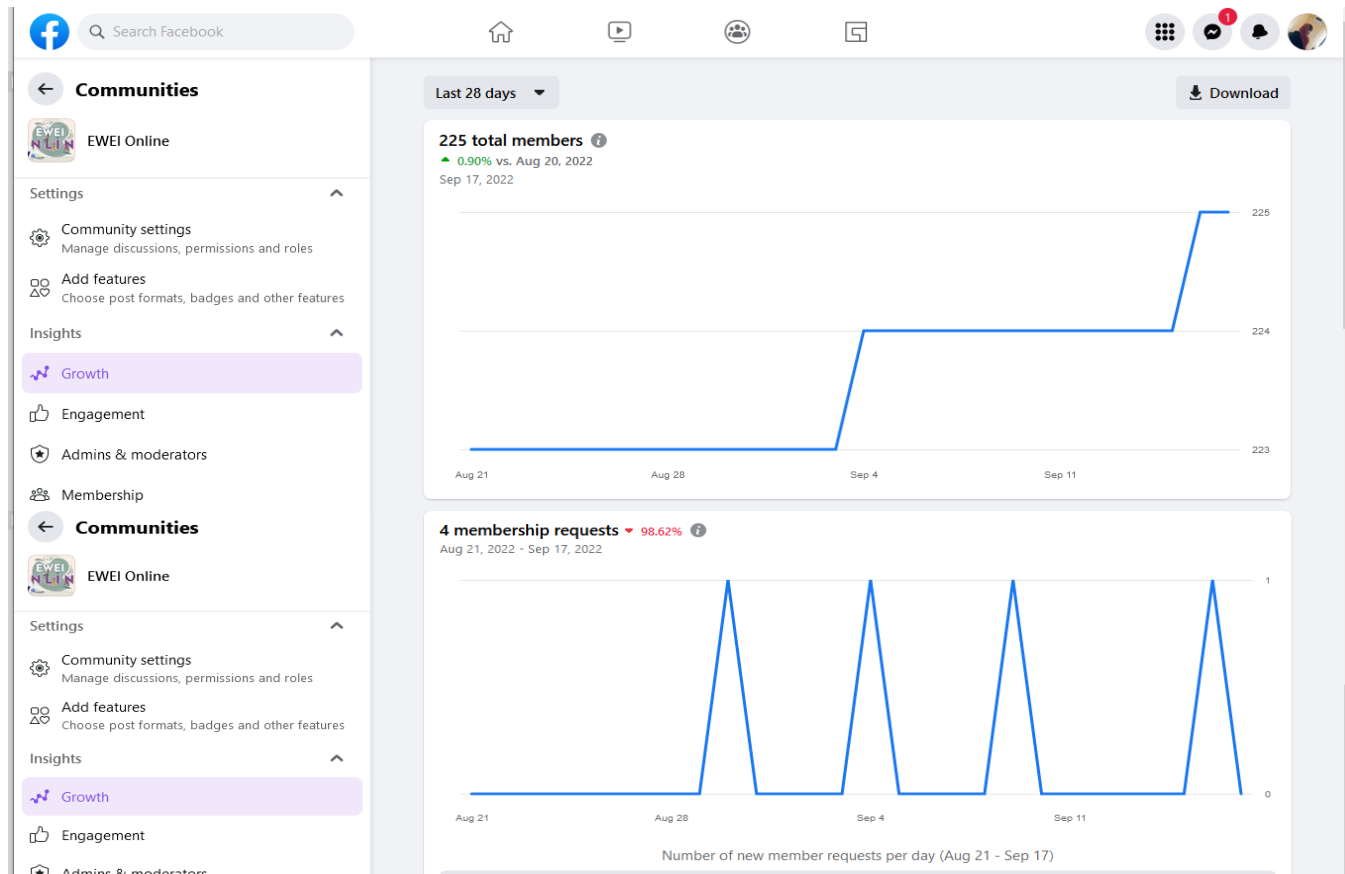 Search Facebook
1
Communities
EWEI Online
Settings
Community settings
Manage discussions, permissions and roles
Add features
Choose post formats, badges and other features
Insights
Growth
Engagement
Admins & moderators
Membership
Communities
EWEI Online
Settings
Community settings
Manage discussions, permissions and roles
Add features
Choose post formats, badges and other features
Insights
Growth
Engagement
Admins & moderators
Last 28 days
Download
225 total members
0.90% vs. Aug 20, 2022
Sep 17, 2022
225
224
223
Aug 21 Aug 28 Sep 4 Sep 11
4 membership requests 98.62%
Aug 21, 2022 - Sep 17, 2022
1
0
Aug 21 Aug 28 Sep 4 Sep 11
Number of new member requests per day (Aug 21 - Sep 17)